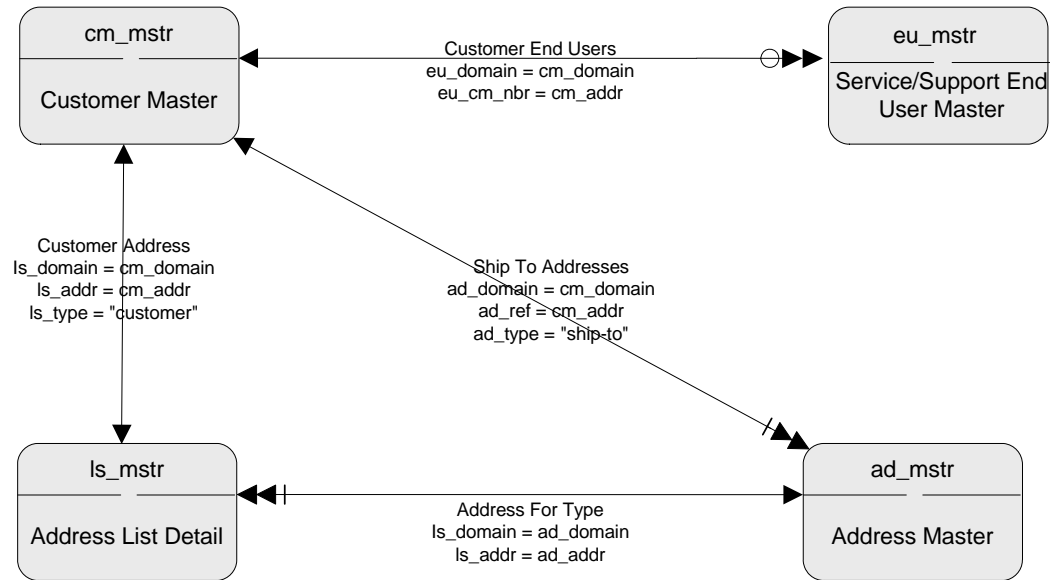 cm_mstr
Customer Master
Customer End Users
eu_domain = cm_domain
eu_cm_nbr = cm_addr
eu_mstr
Service/Support End
User Master
Customer Address
ls_domain = cm_domain
ls_addr = cm_addr
ls_type = "customer"
Ship To Addresses
ad_domain = cm_domain
ad_ref = cm_addr
ad_type = "ship-to"
ls_mstr
Address List Detail
Address For Type
ls_domain = ad_domain
ls_addr = ad_addr
ad_mstr
Address Master